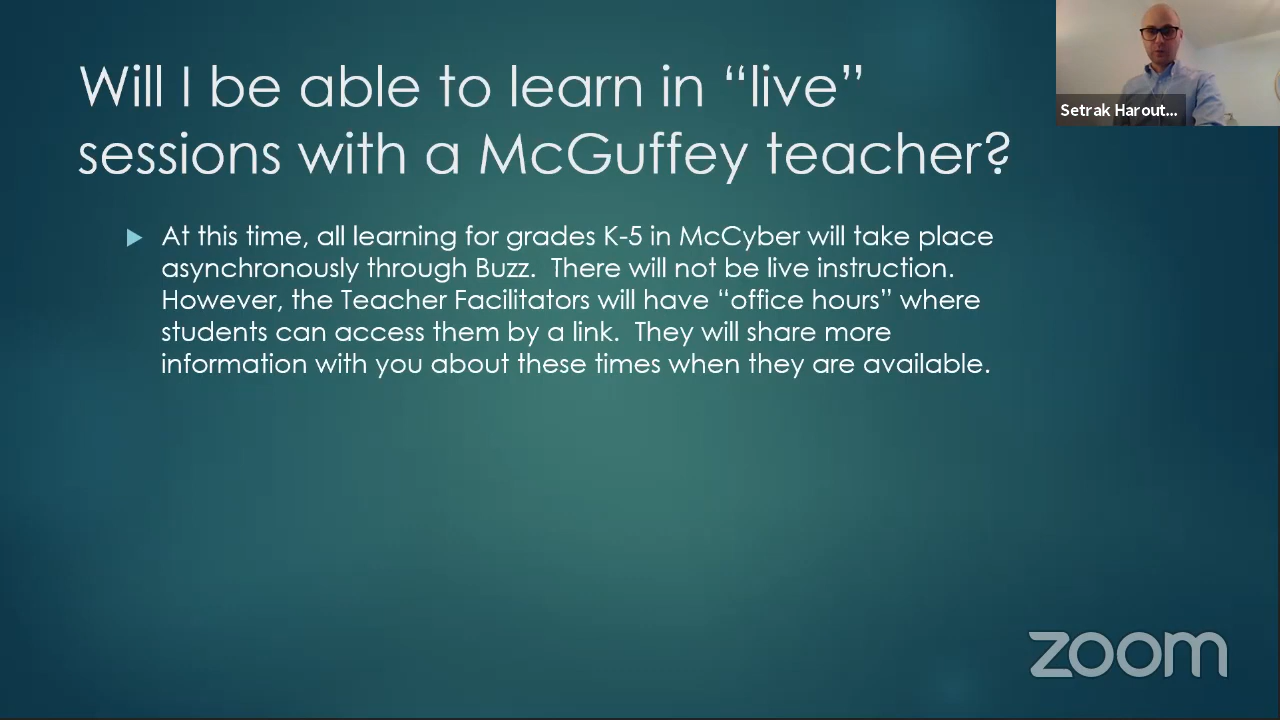 Will I be able to learn in “live”
sessions with a McGuffey teacher?
Setrak Harout...
At this time, all learning for grades K-5 in McCyber will take place
asynchronously through Buzz.  There will not be live instruction.
However, the Teacher Facilitators will have “office hours” where
students can access them by a link.  They will share more
information with you about these times when they are available.
zoom